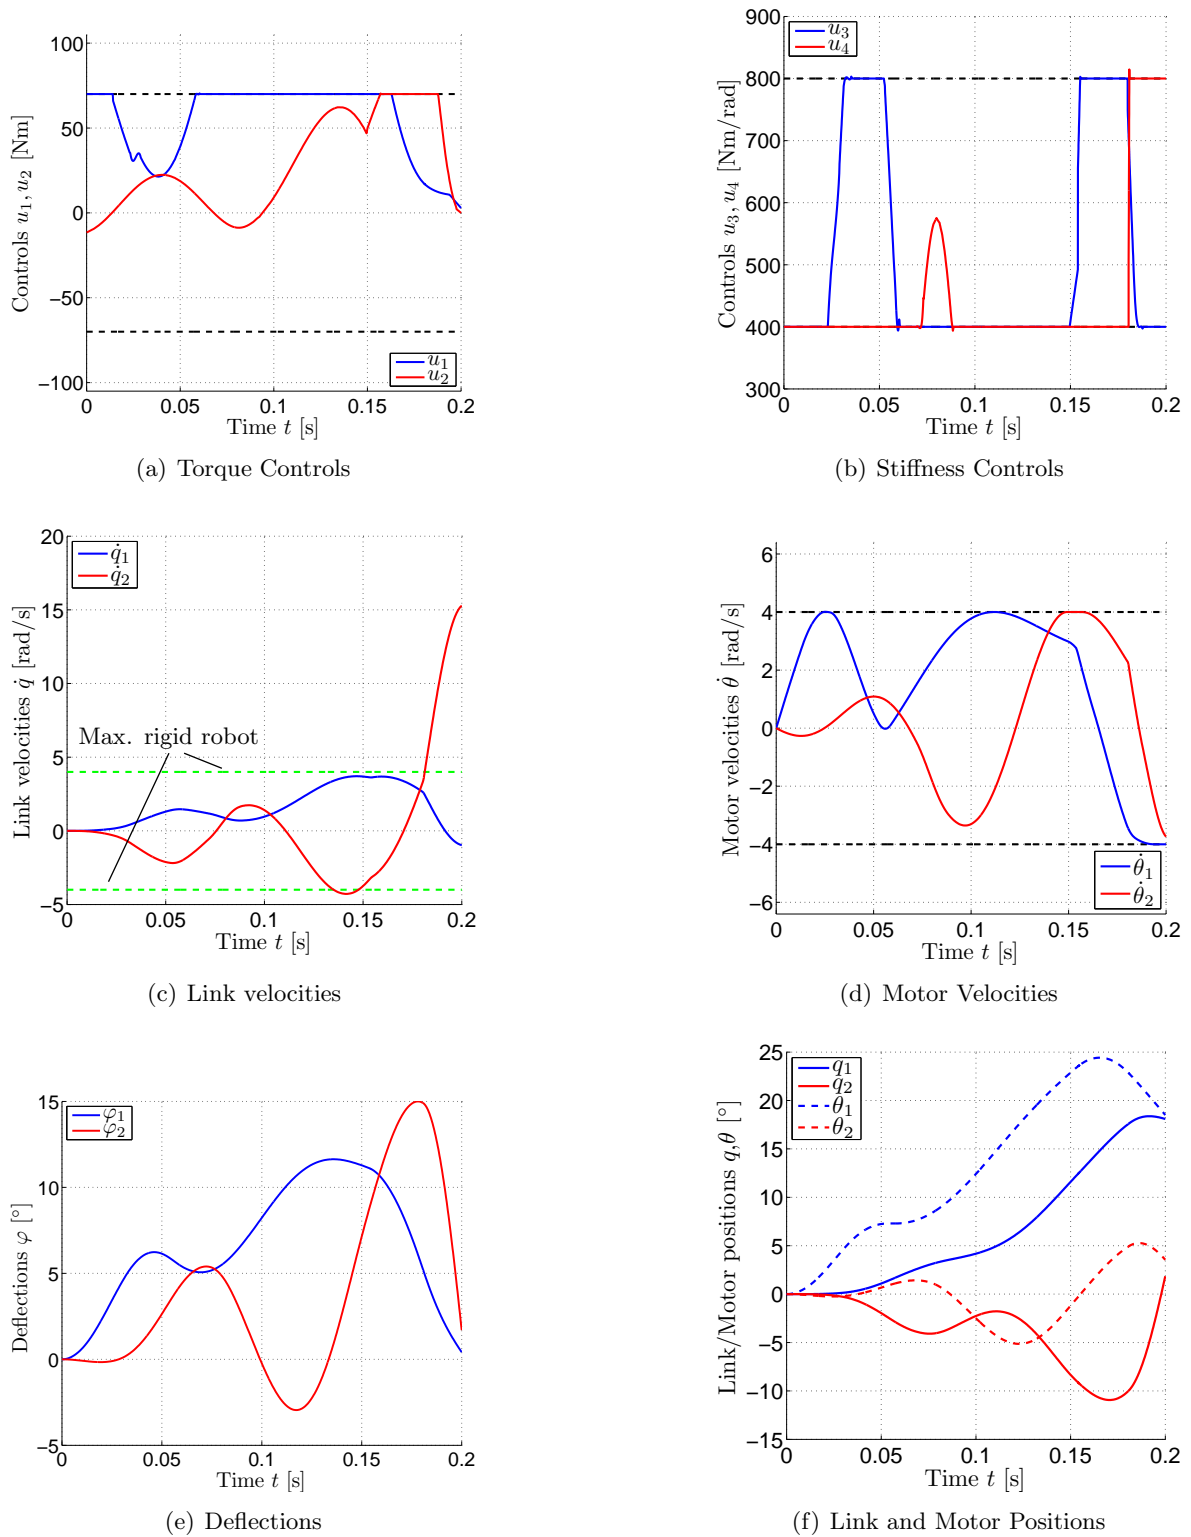 100
50
0
−50
−100
Controls u₁, u₂ [Nm]
u₁
u₂
0 0.05 0.1 0.15 0.2
Time t [s]
(a) Torque Controls
900
800
700
600
500
400
300
Controls u₃, u₄ [Nm/rad]
u₃
u₄
0 0.05 0.1 0.15 0.2
Time t [s]
(b) Stiffness Controls
20
15
10
5
0
−5
Link velocities q̇ [rad/s]
q̇₁
q̇₂
Max. rigid robot
0 0.05 0.1 0.15 0.2
Time t [s]
(c) Link velocities
6
4
2
0
−2
−4
−6
Motor velocities θ̇ [rad/s]
θ̇₁
θ̇₂
0 0.05 0.1 0.15 0.2
Time t [s]
(d) Motor Velocities
15
10
5
0
−5
Deflections φ [°]
φ₁
φ₂
0 0.05 0.1 0.15 0.2
Time t [s]
(e) Deflections
25
20
15
10
5
0
−5
−10
−15
Link/Motor positions q,θ [°]
q₁
q₂
θ₁
θ₂
0 0.05 0.1 0.15 0.2
Time t [s]
(f) Link and Motor Positions